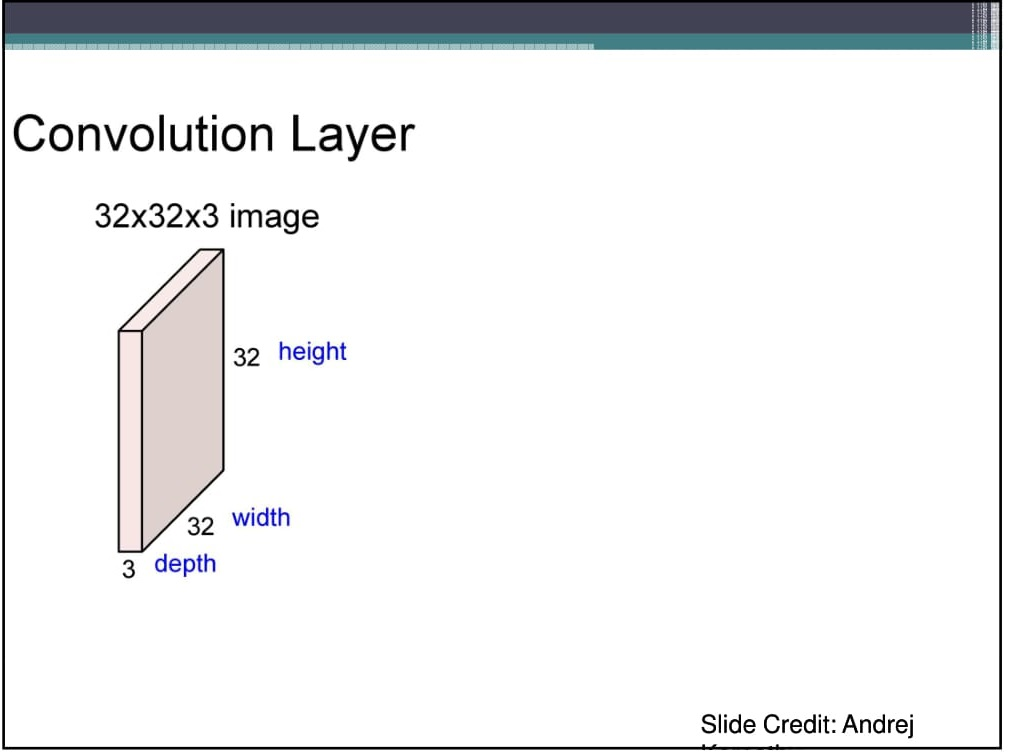 Convolution Layer
32x32x3 image
32 height
32 width
3 depth
Slide Credit: Andrej